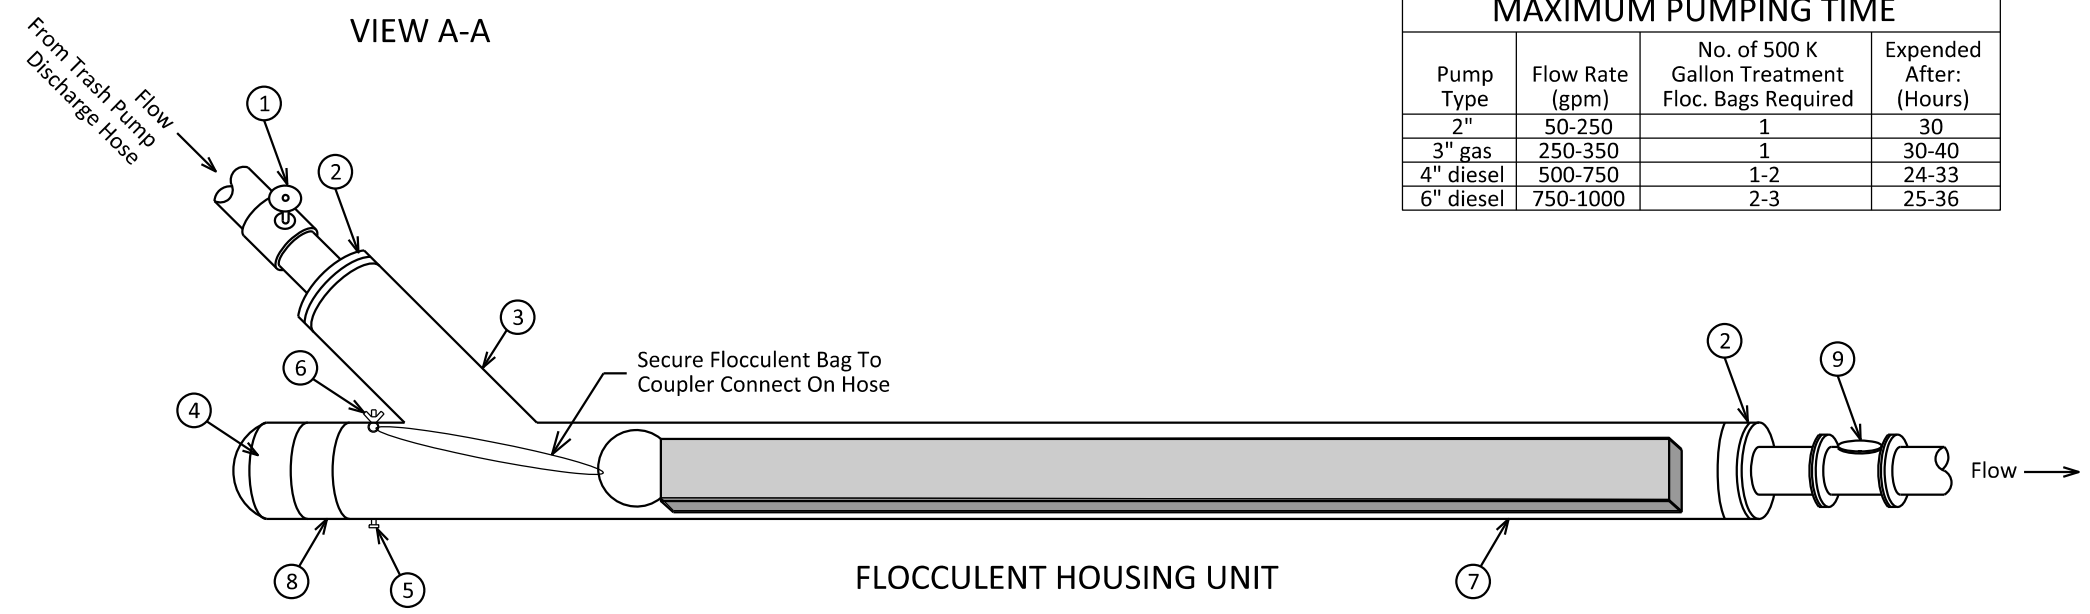 VIEW A-A
From Trash Pump
Discharge Hose
Flow
1
2
3
6
4
Secure Flocculent Bag To
Coupler Connect On Hose
8
5
FLOCCULENT HOUSING UNIT
7
2
9
Flow
MAXIMUM PUMPING TIME
Pump Type Flow Rate (gpm) No. of 500 K Gallon Treatment Floc. Bags Required Expended After: (Hours)
2" 50-250 1 30
3" gas 250-350 1 30-40
4" diesel 500-750 1-2 24-33
6" diesel 750-1000 2-3 25-36